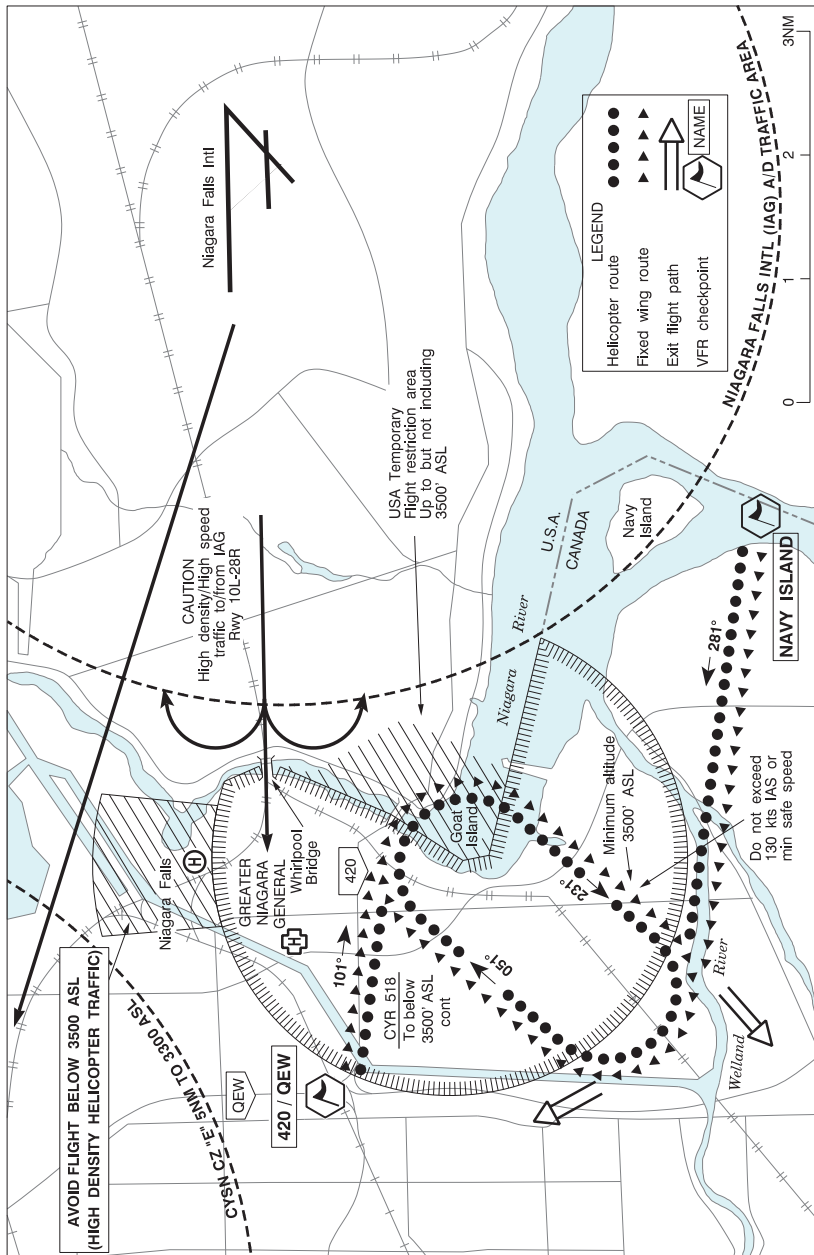 AVOID FLIGHT BELOW 3500 ASL
(HIGH DENSITY HELICOPTER TRAFFIC)
CYSN CZ "E" 5NM TO 3300 ASL
Niagara Falls
H
GREATER
NIAGARA
GENERAL
H
Whirlpool
Bridge
CAUTION
High density/High speed
traffic to/from IAG
Rwy 10L-28R
Niagara Falls Intl
QEW
420 / QEW
101°
420
CYR 518
To below
3500' ASL
cont
051°
Goat
Island
USA Temporary
Flight restriction area
Up to but not including
3500' ASL
Niagara
River
U.S.A.
CANADA
Navy
Island
231°
Minimum altitude
3500' ASL
Do not exceed
130 kts IAS or
min safe speed
281°
NAVY ISLAND
Welland
River
NIAGARA FALLS INTL (IAG) A/D TRAFFIC AREA
LEGEND
Helicopter route
Fixed wing route
Exit flight path
VFR checkpoint
NAME
0
1
2
3NM